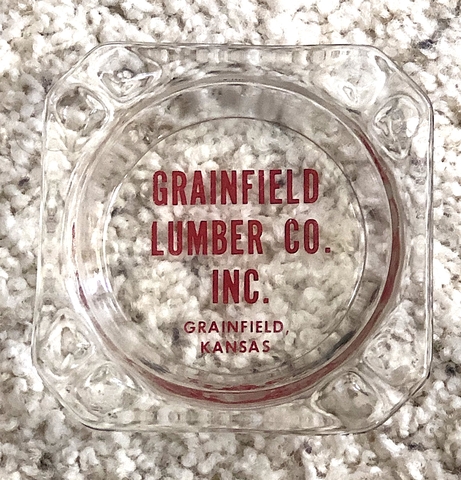 GRAINFIELD
LUMBER CO.
INC.
GRAINFIELD,
KANSAS